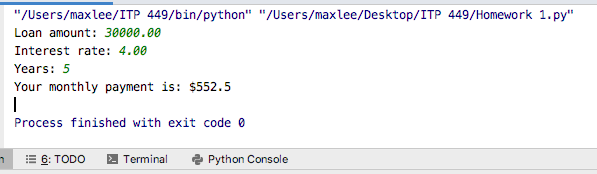 "/Users/maxlee/ITP 449/bin/python" "/Users/maxlee/Desktop/ITP 449/Homework 1.py"
Loan amount: 30000.00
Interest rate: 4.00
Years: 5
Your monthly payment is: $552.5
Process finished with exit code 0
6: TODO Terminal Python Console